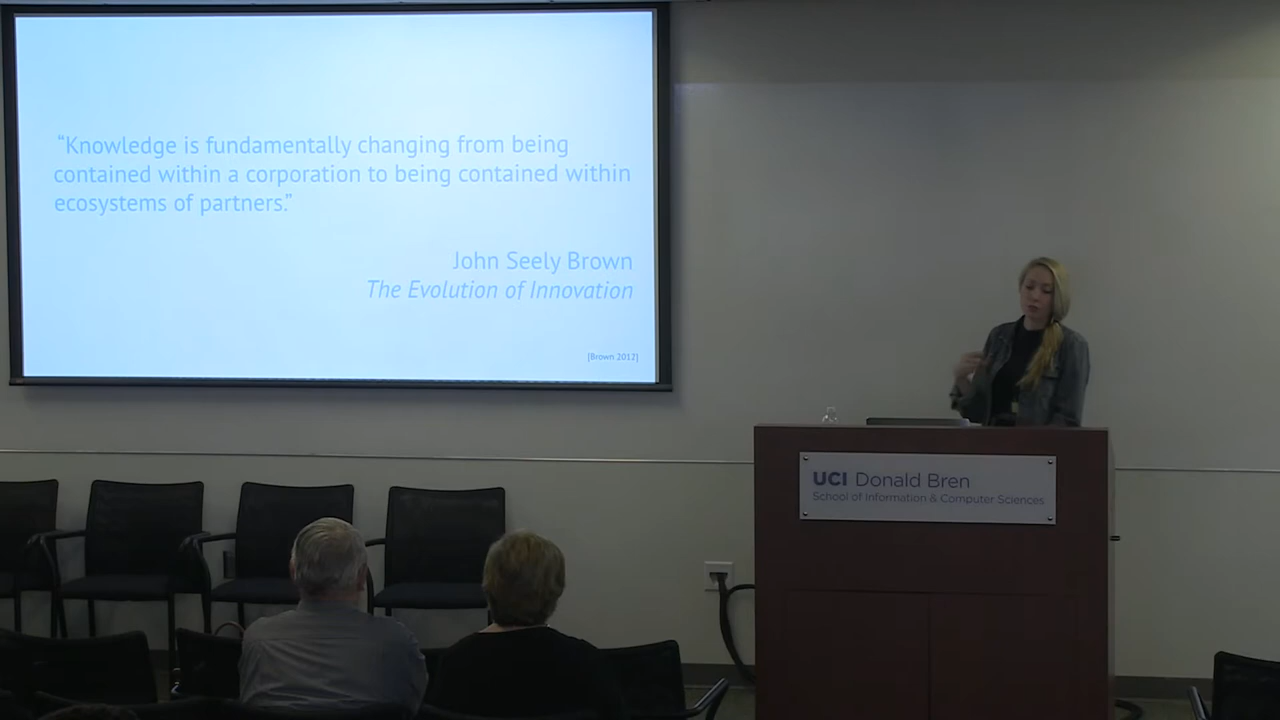 “Knowledge is fundamentally changing from being
contained within a corporation to being contained within
ecosystems of partners.”
John Seely Brown
The Evolution of Innovation
[Brown 2012]
UCI Donald Bren
School of Information & Computer Sciences